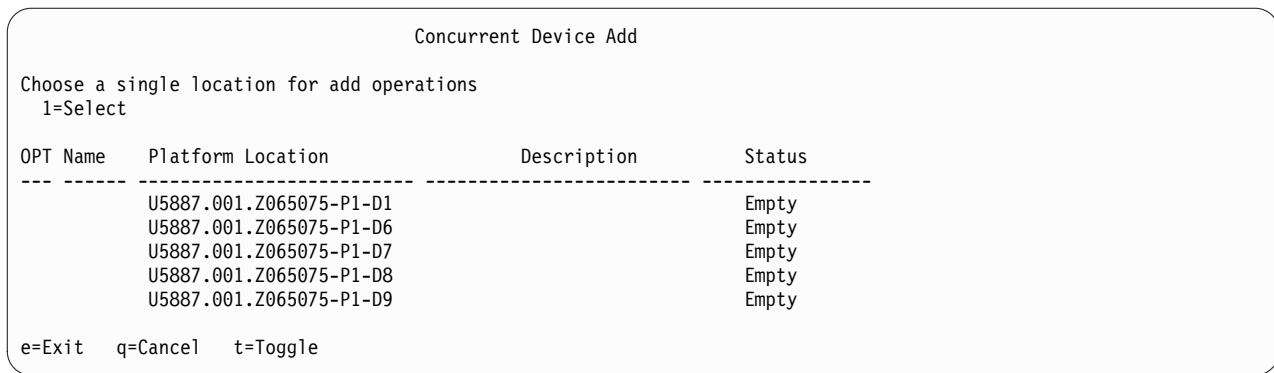 Concurrent Device Add
Choose a single location for add operations
1=Select
OPT Name Platform Location Description Status
--- ------ -------------------------- ------------------------- ----------------
U5887.001.Z065075-P1-D1 Empty
U5887.001.Z065075-P1-D6 Empty
U5887.001.Z065075-P1-D7 Empty
U5887.001.Z065075-P1-D8 Empty
U5887.001.Z065075-P1-D9 Empty
e=Exit q=Cancel t=Toggle